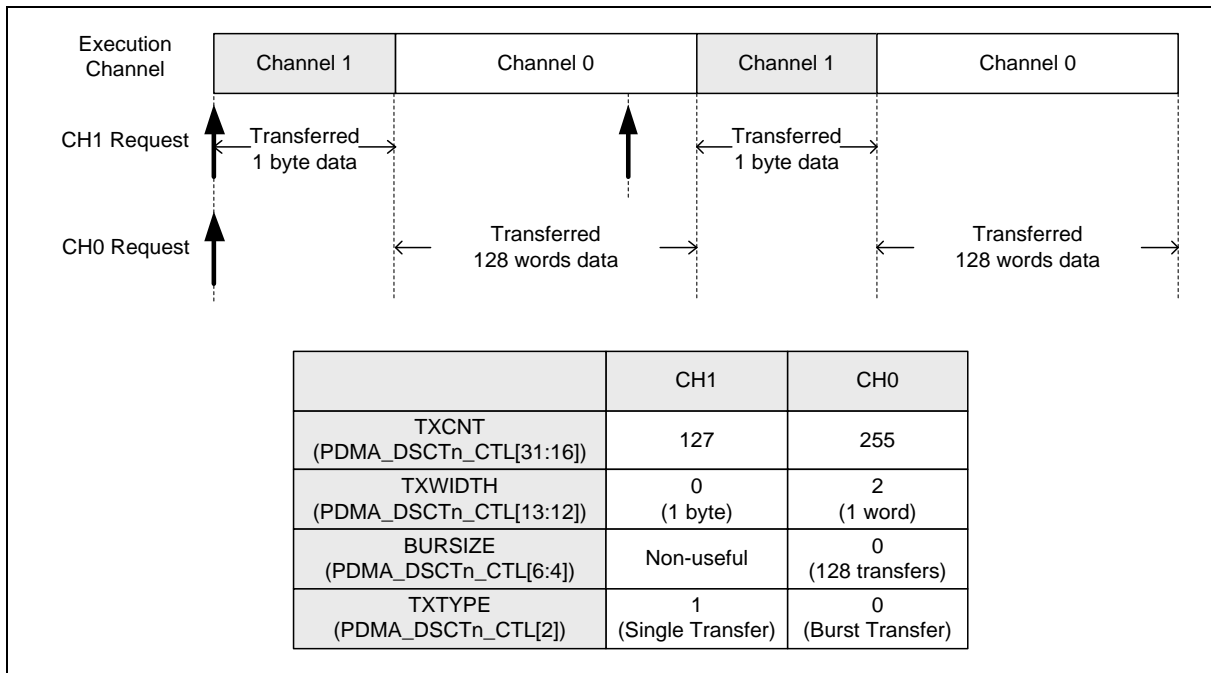 Execution
Channel
Channel 1
Channel 0
Channel 1
Channel 0
CH1 Request
Transferred
1 byte data
Transferred
1 byte data
CH0 Request
Transferred
128 words data
Transferred
128 words data
CH1
CH0
TXCNT
(PDMA_DSCTn_CTL[31:16])
127
255
TXWIDTH
(PDMA_DSCTn_CTL[13:12])
0
(1 byte)
2
(1 word)
BURSIZE
(PDMA_DSCTn_CTL[6:4])
Non-useful
0
(128 transfers)
TXTYPE
(PDMA_DSCTn_CTL[2])
1
(Single Transfer)
0
(Burst Transfer)